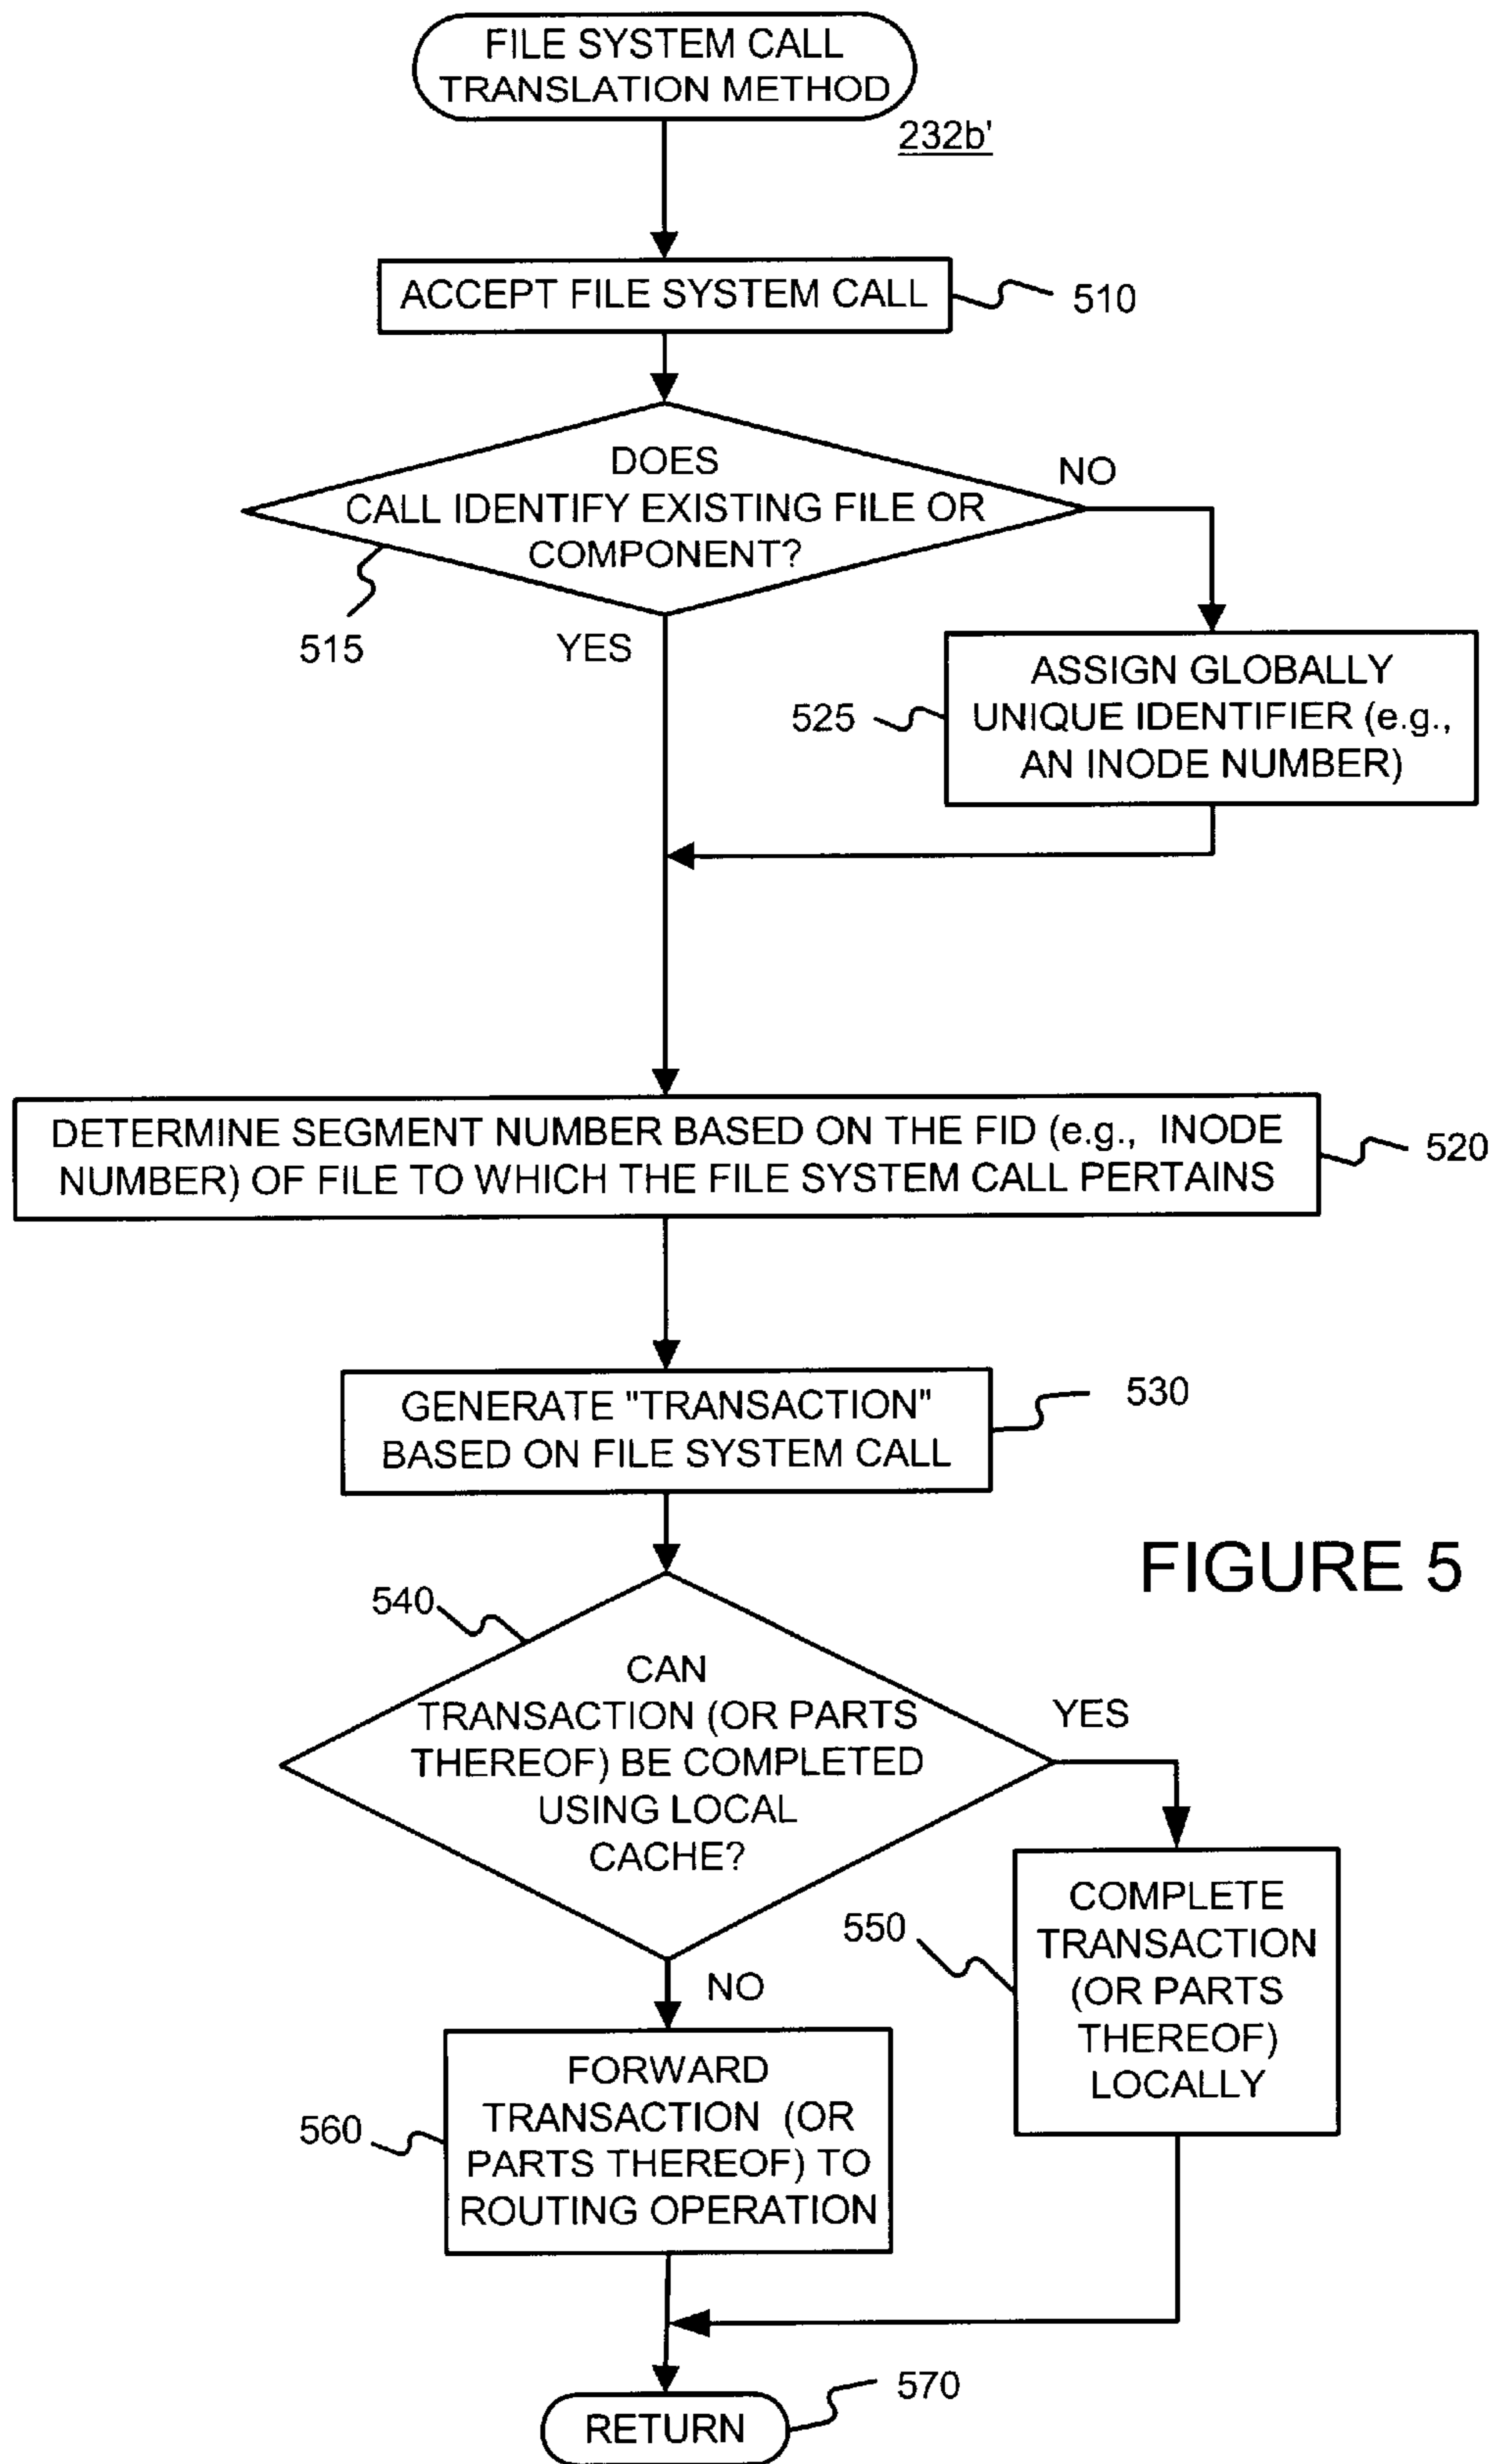 FILE SYSTEM CALL
TRANSLATION METHOD
232b'
ACCEPT FILE SYSTEM CALL
510
DOES
CALL IDENTIFY EXISTING FILE OR
COMPONENT?
NO
515
YES
ASSIGN GLOBALLY
UNIQUE IDENTIFIER (e.g.,
AN INODE NUMBER)
525
DETERMINE SEGMENT NUMBER BASED ON THE FID (e.g., INODE
NUMBER) OF FILE TO WHICH THE FILE SYSTEM CALL PERTAINS
520
GENERATE "TRANSACTION"
BASED ON FILE SYSTEM CALL
530
FIGURE 5
540
CAN
TRANSACTION (OR PARTS
THEREOF) BE COMPLETED
USING LOCAL
CACHE?
YES
NO
COMPLETE
TRANSACTION
(OR PARTS
THEREOF)
LOCALLY
550
FORWARD
TRANSACTION (OR
PARTS THEREOF) TO
ROUTING OPERATION
560
RETURN
570